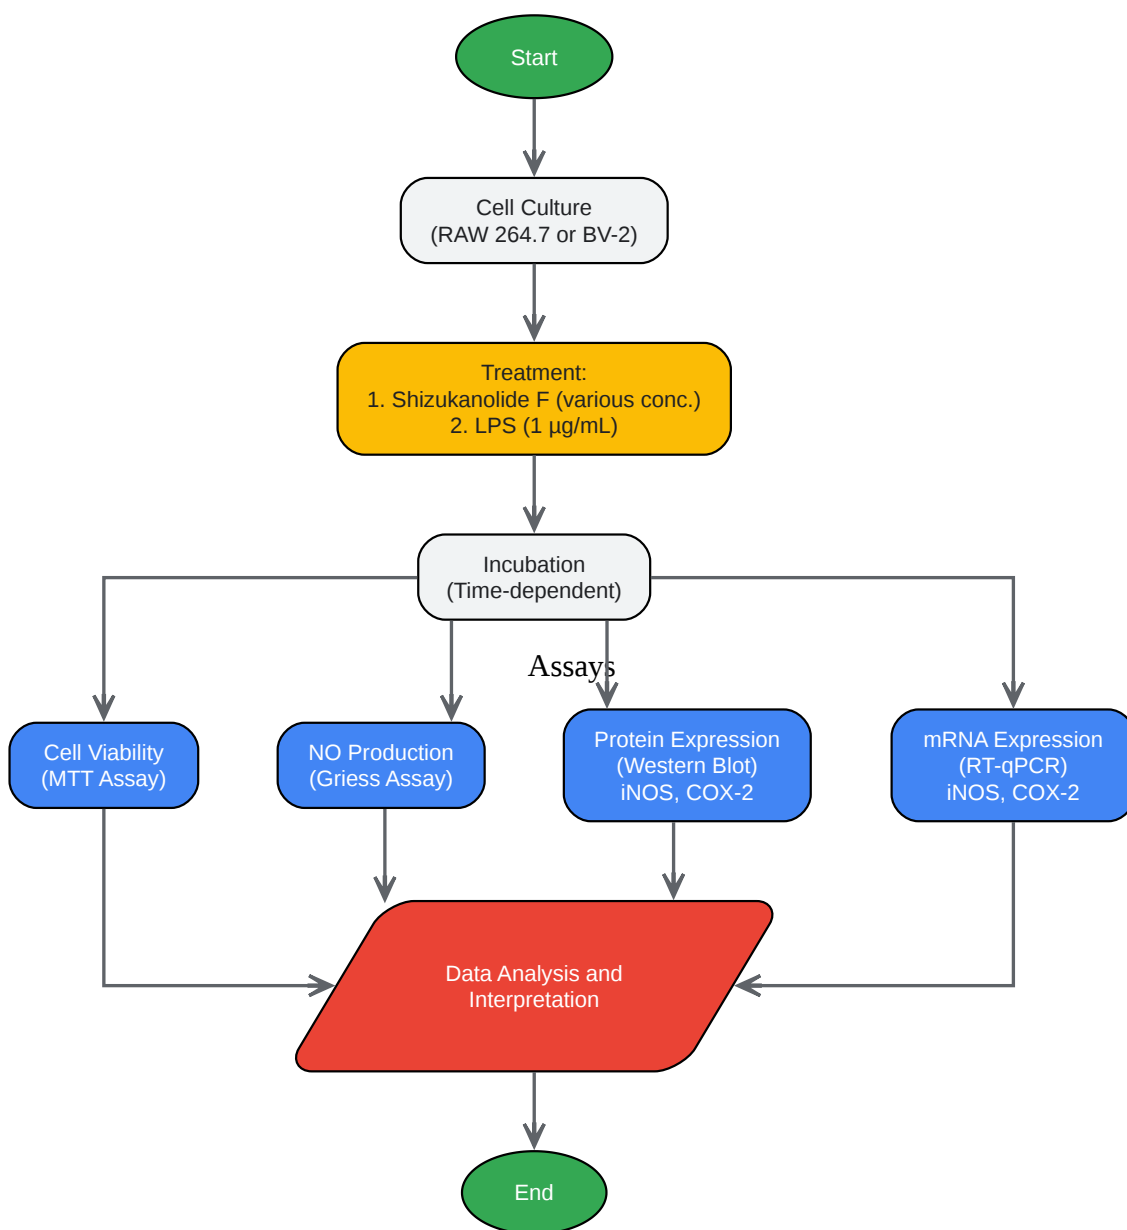 Start
Cell Culture
(RAW 264.7 or BV-2)
Treatment:
1. Shizukanolide F (various conc.)
2. LPS (1 µg/mL)
Incubation
(Time-dependent)
Assays
Cell Viability
(MTT Assay)
NO Production
(Griess Assay)
Protein Expression
(Western Blot)
iNOS, COX-2
mRNA Expression
(RT-qPCR)
iNOS, COX-2
Data Analysis and
Interpretation
End